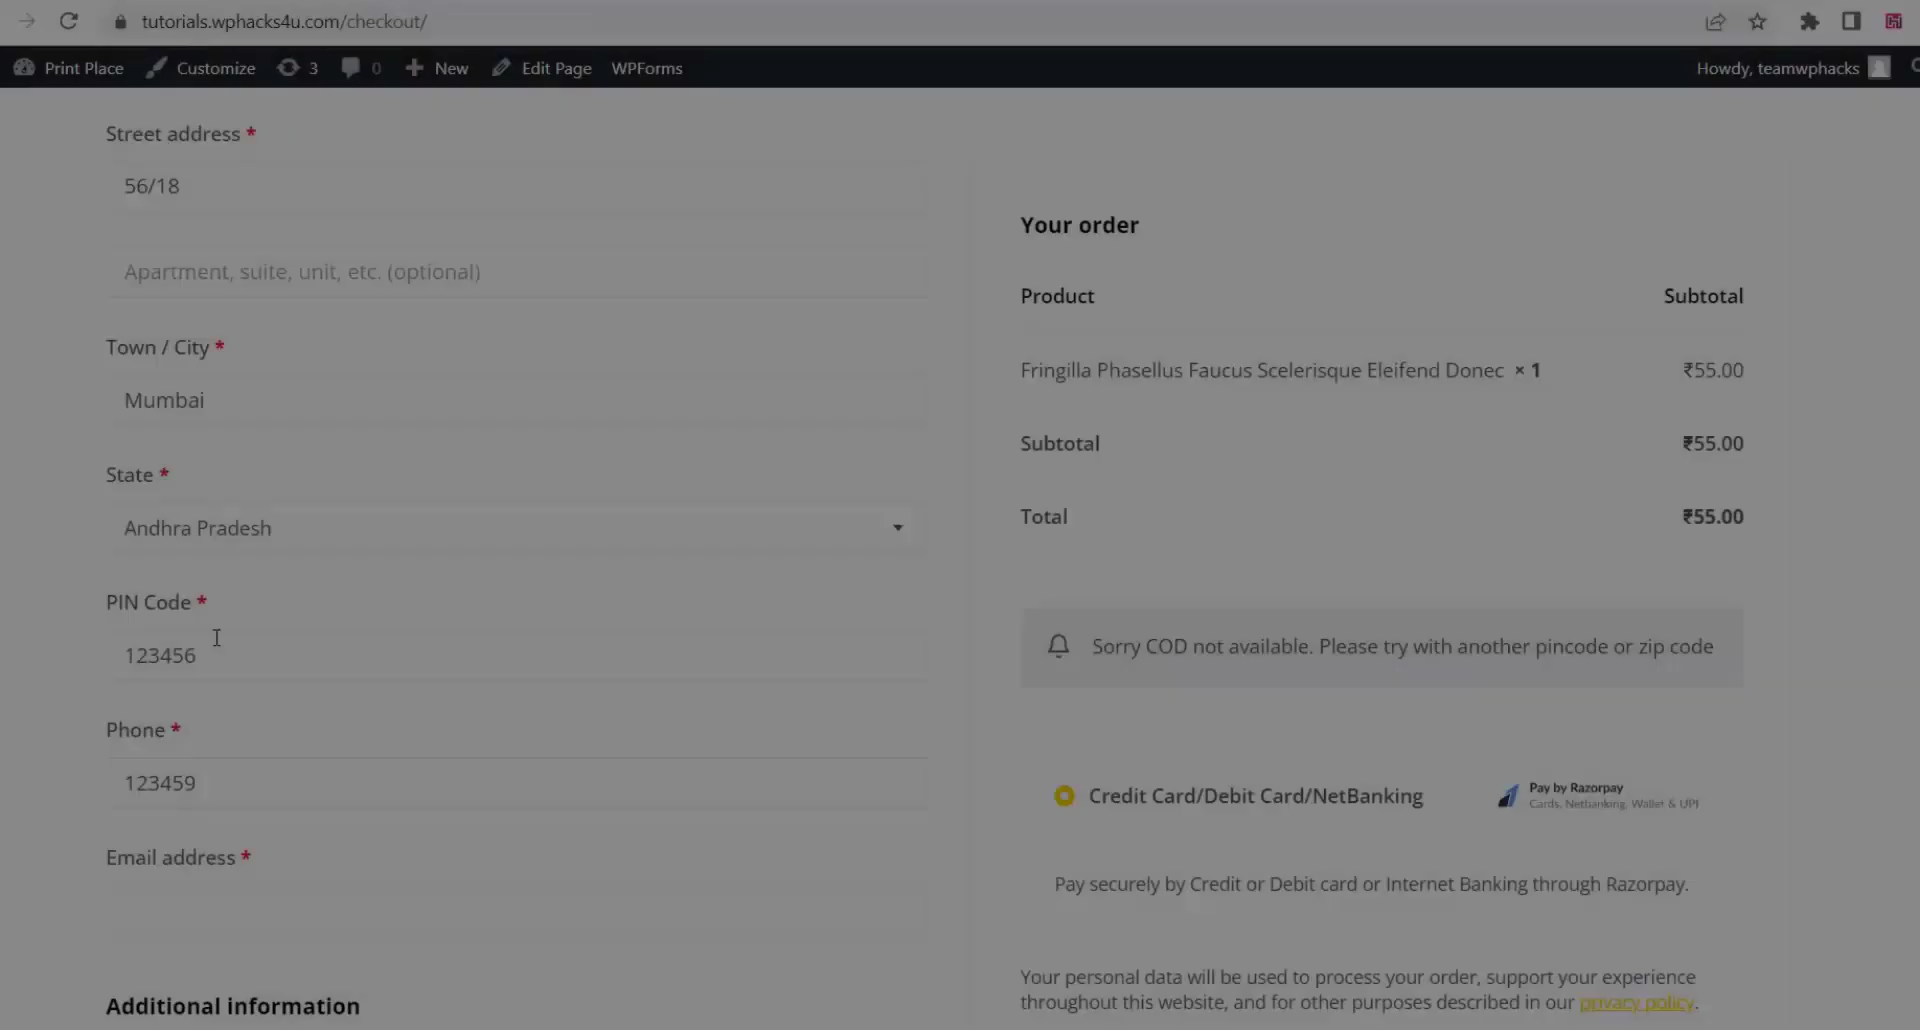 tutorials.wphacks4u.com/checkout/
Print Place Customize 3 0 New Edit Page WPForms Howdy, teamwphacks
Street address *
56/18
Apartment, suite, unit, etc. (optional)
Town / City *
Mumbai
State *
Andhra Pradesh
PIN Code *
123456
Phone *
123459
Email address *
Additional information
Your order
Product Subtotal
Fringilla Phasellus Faucus Scelerisque Eleifend Donec × 1 ₹55.00
Subtotal ₹55.00
Total ₹55.00
Sorry COD not available. Please try with another pincode or zip code
Credit Card/Debit Card/NetBanking
Pay by Razorpay
Cards, Netbanking, Wallet & UPI
Pay securely by Credit or Debit card or Internet Banking through Razorpay.
Your personal data will be used to process your order, support your experience
throughout this website, and for other purposes described in our privacy policy.